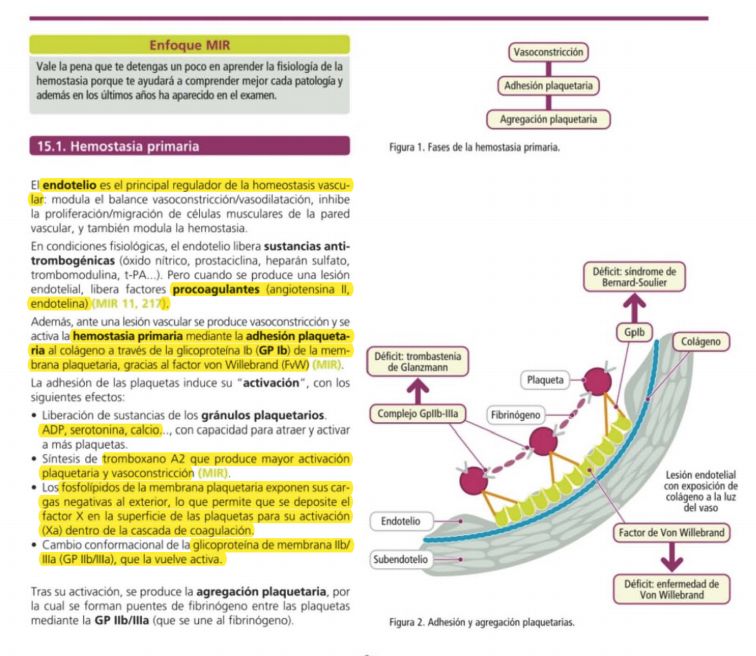 Enfoque MIR
Vale la pena que te detengas un poco en aprender la fisiología de la
hemostasia porque te ayudará a comprender mejor cada patología y
además en los últimos años ha aparecido en el examen.
15.1. Hemostasia primaria
El endotelio es el principal regulador de la homeostasis vascu-
lar: modula el balance vasoconstricción/vasodilatación, inhibe
la proliferación/migración de células musculares de la pared
vascular, y también modula la hemostasia.
En condiciones fisiológicas, el endotelio libera sustancias anti-
trombogénicas (óxido nítrico, prostaciclina, heparán sulfato,
trombomodulina, t-PA...). Pero cuando se produce una lesión
endotelial, libera factores procoagulantes (angiotensina II,
endotelina) (MIR 11, 217).
Además, ante una lesión vascular se produce vasoconstricción y se
activa la hemostasia primaria mediante la adhesión plaqueta-
ria al colágeno a través de la glicoproteína Ib (GP Ib) de la mem-
brana plaquetaria, gracias al factor von Willebrand (FvW) (MIR).
La adhesión de las plaquetas induce su "activación", con los
siguientes efectos:
• Liberación de sustancias de los gránulos plaquetarios.
ADP, serotonina, calcio..., con capacidad para atraer y activar
a más plaquetas.
• Síntesis de tromboxano A2 que produce mayor activación
plaquetaria y vasoconstricción (MIR).
• Los fosfolípidos de la membrana plaquetaria exponen sus car-
gas negativas al exterior, lo que permite que se deposite el
factor X en la superficie de las plaquetas para su activación
(Xa) dentro de la cascada de coagulación.
• Cambio conformacional de la glicoproteína de membrana IIb/
IIIa (GP IIb/IIIa), que la vuelve activa.
Tras su activación, se produce la agregación plaquetaria, por
la cual se forman puentes de fibrinógeno entre las plaquetas
mediante la GP IIb/IIIa (que se une al fibrinógeno).
Vasoconstricción
Adhesión plaquetaria
Agregación plaquetaria
Figura 1. Fases de la hemostasia primaria.
Déficit: síndrome de
Bernard-Soulier
GpIb
Colágeno
Déficit: trombastenia
de Glanzmann
Plaqueta
Complejo GpIIb-IIIa
Fibrinógeno
Lesión endotelial
con exposición de
colágeno a la luz
del vaso
Endotelio
Factor de Von Willebrand
Subendotelio
Déficit: enfermedad de
Von Willebrand
Figura 2. Adhesión y agregación plaquetarias.